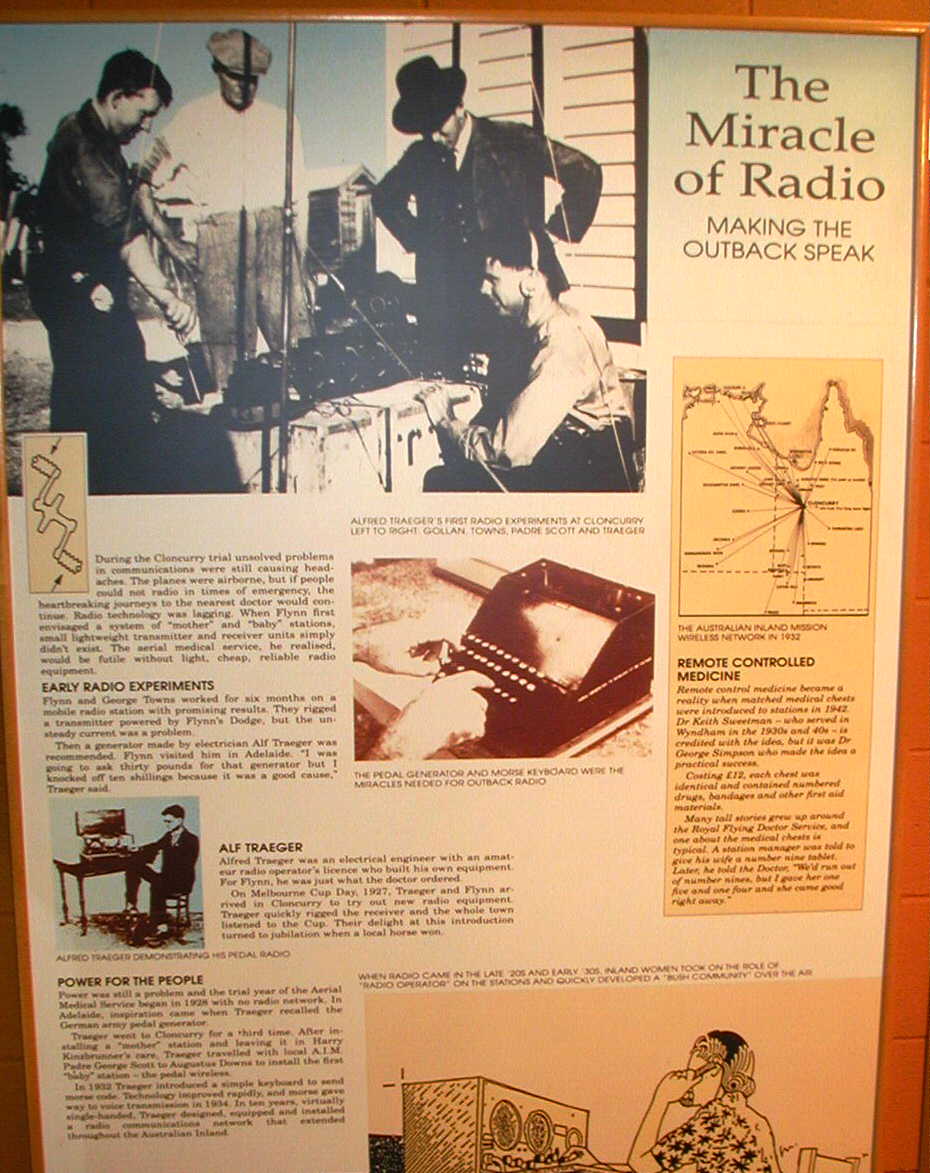 The
Miracle
of Radio
MAKING THE
OUTBACK SPEAK
ALFRED TRAEGER'S FIRST RADIO EXPERIMENTS AT CLONCURRY
LEFT TO RIGHT: GOLLAN, TOWNS, PADRE SCOTT AND TRAEGER
During the Cloncurry trial unsolved problems
in communications were still causing head-
aches. The planes were airborne, but if people
could not radio in times of emergency, the
heartbreaking journeys to the nearest doctor would con-
tinue. Radio technology was lagging. When Flynn first
envisaged a system of "mother" and "baby" stations,
small lightweight transmitter and receiver units simply
didn't exist. The aerial medical service, he realised,
would be futile without light, cheap, reliable radio
equipment.
EARLY RADIO EXPERIMENTS
Flynn and George Towns worked for six months on a
mobile radio station with promising results. They rigged
a transmitter powered by Flynn's Dodge, but the un-
steady current was a problem.
Then a generator made by electrician Alf Traeger was
recommended. Flynn visited him in Adelaide. "I was
going to ask thirty pounds for that generator but I
knocked off ten shillings because it was a good cause,"
Traeger said.
THE PEDAL GENERATOR AND MORSE KEYBOARD WERE THE
MIRACLES NEEDED FOR OUTBACK RADIO
ALF TRAEGER
Alfred Traeger was an electrical engineer with an amat-
eur radio operator's licence who built his own equipment.
For Flynn, he was just what the doctor ordered.
On Melbourne Cup Day, 1927, Traeger and Flynn ar-
rived in Cloncurry to try out new radio equipment.
Traeger quickly rigged the receiver and the whole town
listened to the Cup. Their delight at this introduction
turned to jubilation when a local horse won.
ALFRED TRAEGER DEMONSTRATING HIS PEDAL RADIO
POWER FOR THE PEOPLE
Power was still a problem and the trial year of the Aerial
Medical Service began in 1928 with no radio network. In
Adelaide, inspiration came when Traeger recalled the
German army pedal generator.
Traeger went to Cloncurry for a third time. After in-
stalling a "mother" station and leaving it in Harry
Kinzbrunner's care, Traeger travelled with local A.I.M.
Padre George Scott to Augustus Downs to install the first
"baby" station – the pedal wireless.
In 1932 Traeger introduced a simple keyboard to send
morse code. Technology improved rapidly, and morse gave
way to voice transmission in 1934. In ten years, virtually
single-handed, Traeger designed, equipped and installed
a radio communications network that extended
throughout the Australian Inland.
CLONCURRY
THE AUSTRALIAN INLAND MISSION
WIRELESS NETWORK IN 1932
REMOTE CONTROLLED
MEDICINE
Remote control medicine became a
reality when matched medical chests
were introduced to stations in 1942.
Dr Keith Sweetman – who served in
Wyndham in the 1930s and 40s – is
credited with the idea, but it was Dr
George Simpson who made the idea a
practical success.
Costing £12, each chest was
identical and contained numbered
drugs, bandages and other first aid
materials.
Many tall stories grew up around
the Royal Flying Doctor Service, and
one about the medical chests is
typical. A station manager was told to
give his wife a number nine tablet.
Later, he told the Doctor, "We'd run out
of number nines, but I gave her one
five and one four and she came good
right away."
WHEN RADIO CAME IN THE LATE '20S AND EARLY '30S, INLAND WOMEN TOOK ON THE ROLE OF
"RADIO OPERATOR" ON THE STATIONS AND QUICKLY DEVELOPED A "BUSH COMMUNITY" OVER THE AIR